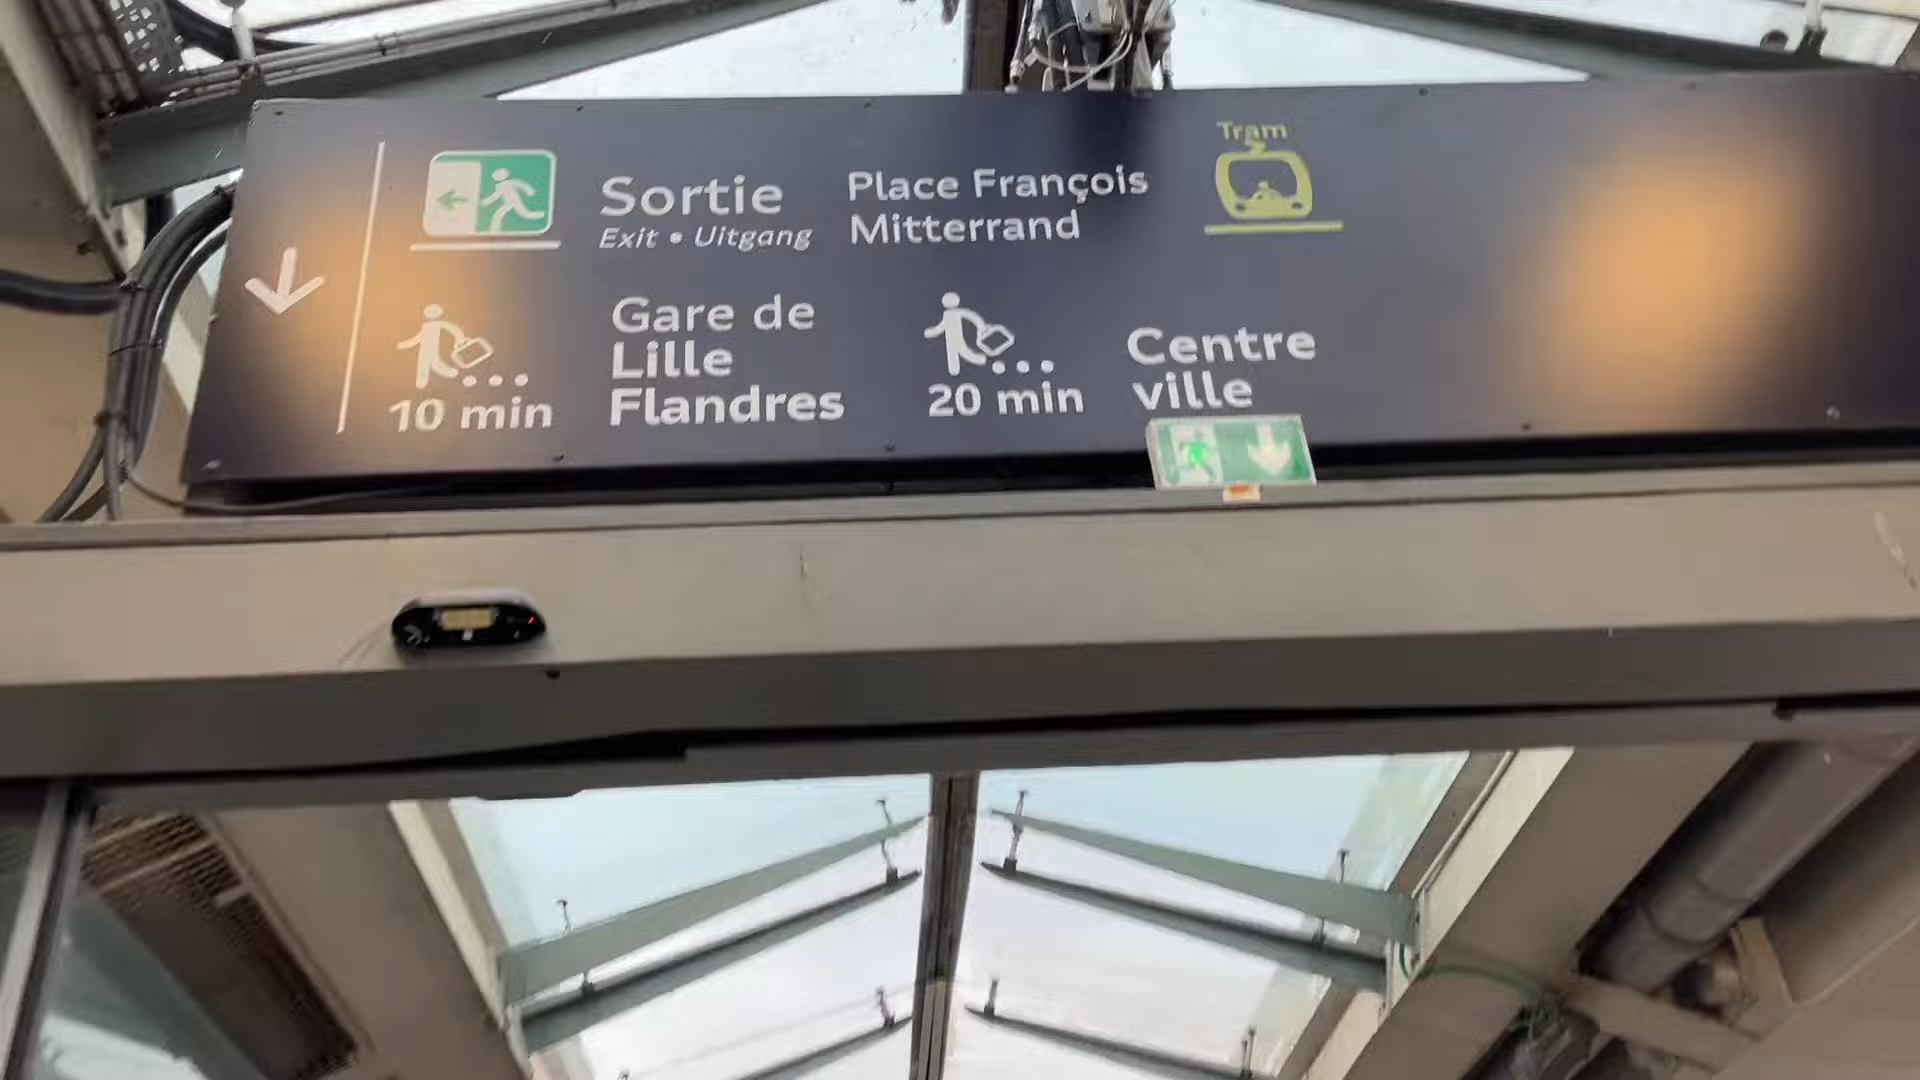 Tram
Sortie
Exit • Uitgang
Place François
Mitterrand
10 min
Gare de
Lille
Flandres
20 min
Centre
ville